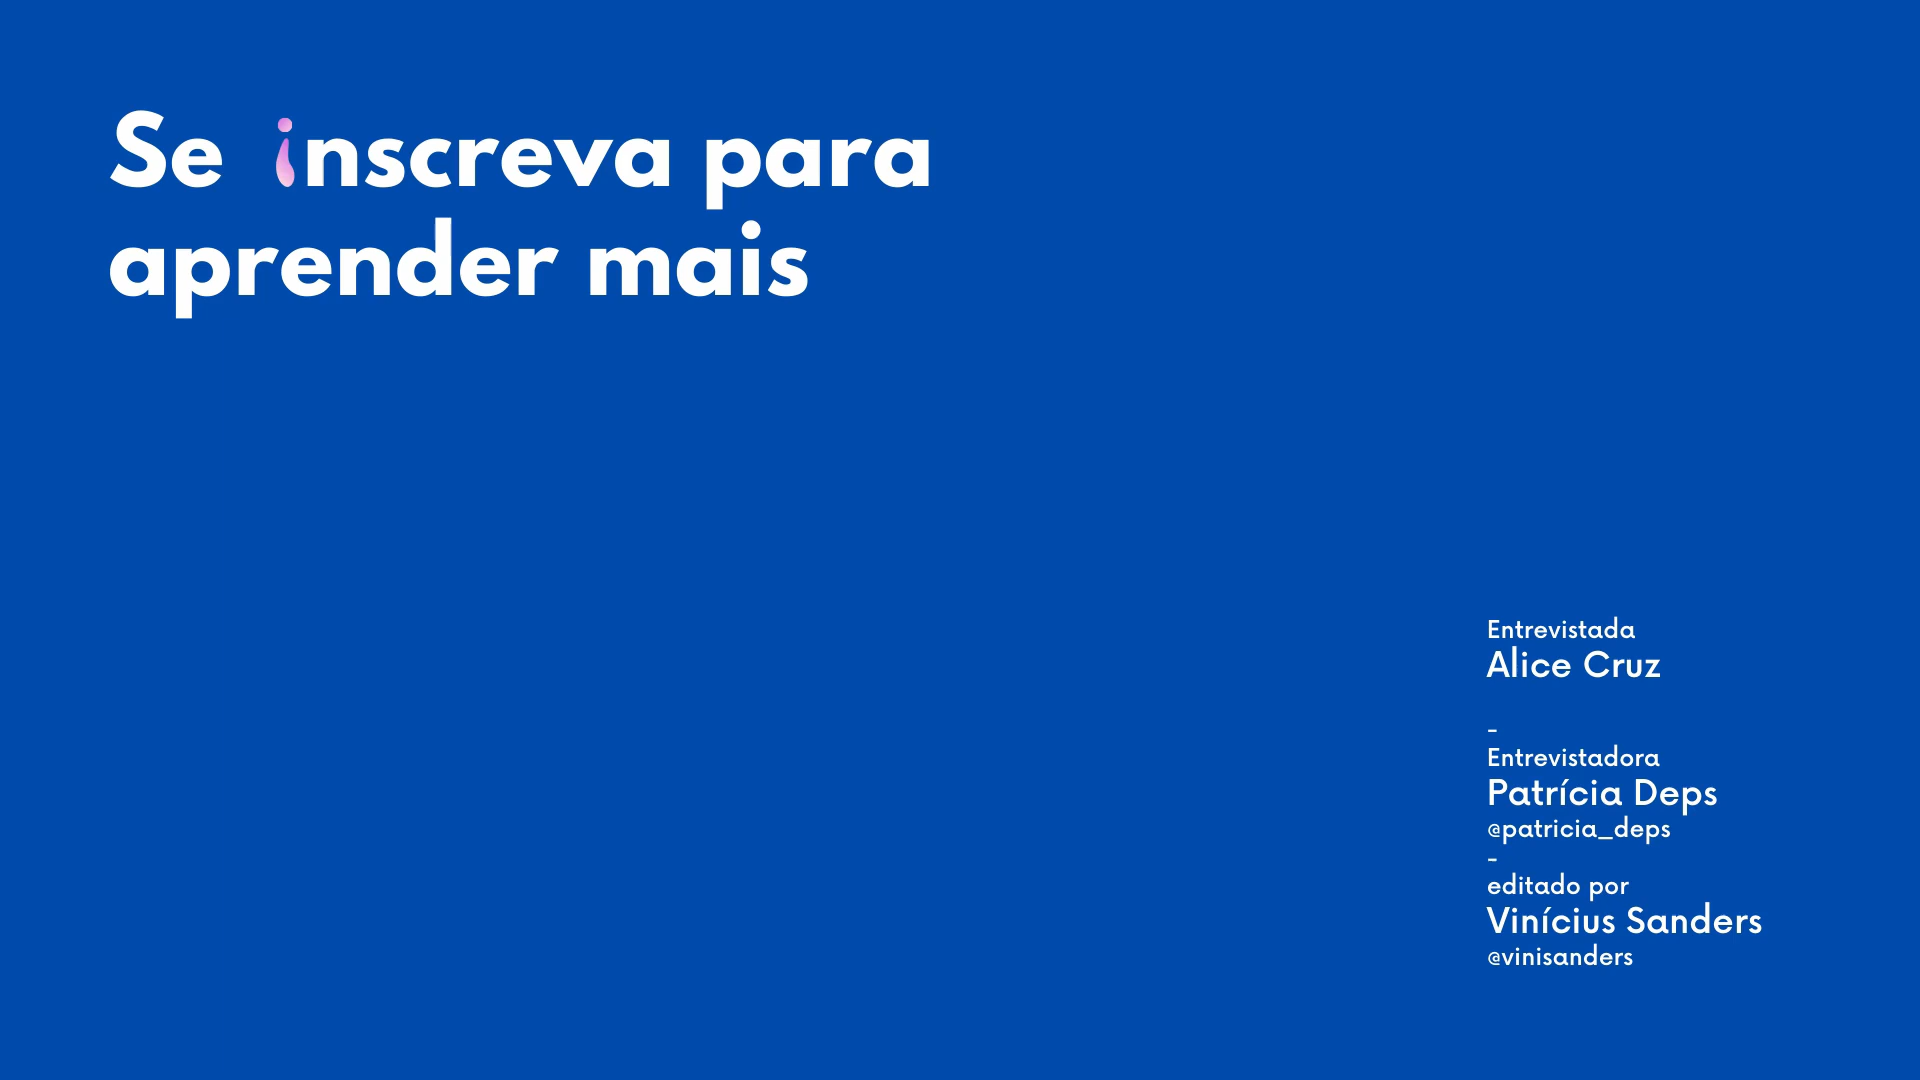 Se inscreva para
aprender mais
Entrevistada
Alice Cruz
-
Entrevistadora
Patrícia Deps
@patricia_deps
-
editado por
Vinícius Sanders
@vinisanders